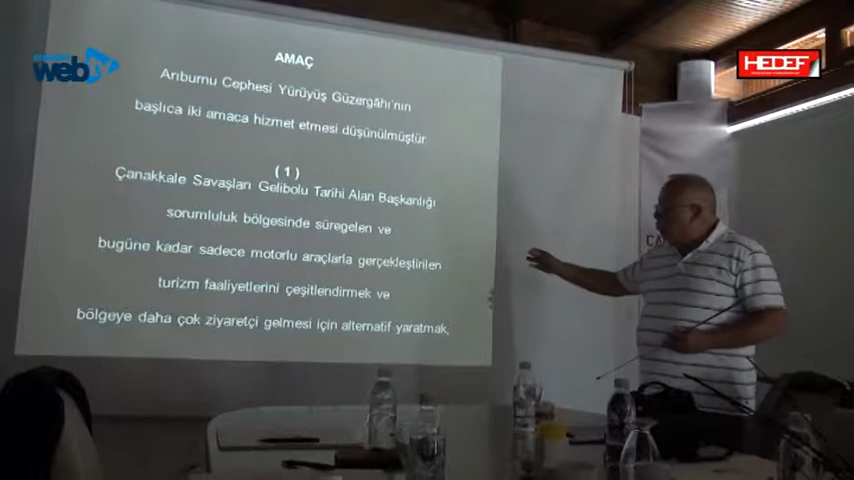 web tv
HEDEF
AMAÇ
Arıburnu Cephesi Yürüyüş Güzergâhı'nın
başlıca iki amaca hizmet etmesi düşünülmüştür
( 1 )
Çanakkale Savaşları Gelibolu Tarihi Alan Başkanlığı
sorumluluk bölgesinde süregelen ve
bugüne kadar sadece motorlu araçlarla gerçekleştirilen
turizm faaliyetlerini çeşitlendirmek ve
bölgeye daha çok ziyaretçi gelmesi için alternatif yaratmak,